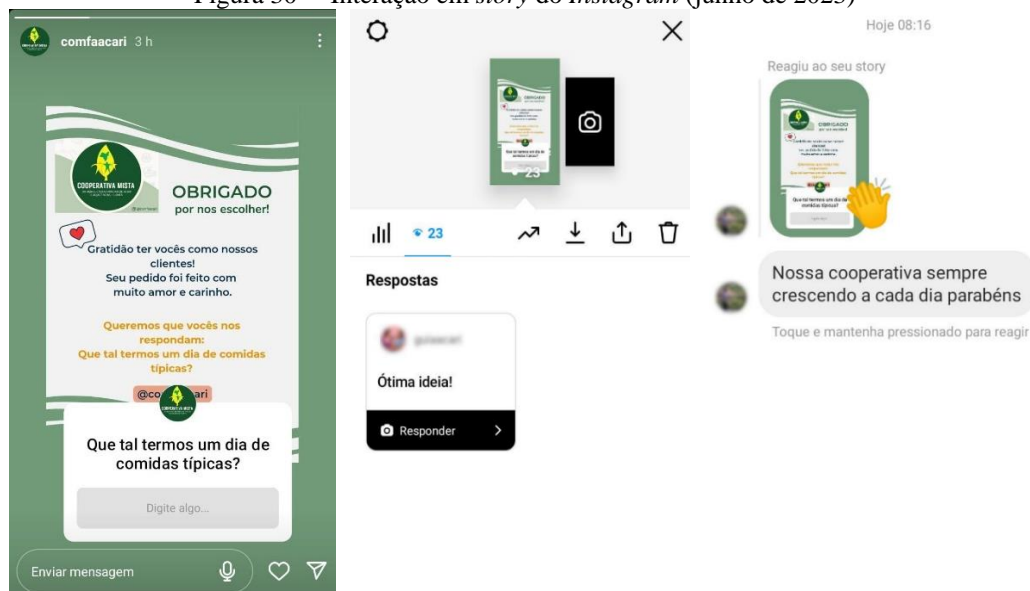 Figura 30 – Interação em story do Instagram (junho de 2023)
comfaacari 3 h
COOPERATIVA MISTA
OBRIGADO
por nos escolher!
Gratidão ter vocês como nossos
clientes!
Seu pedido foi feito com
muito amor e carinho.
Queremos que vocês nos
respondam:
Que tal termos um dia de comidas
típicas?
Que tal termos um dia de
comidas típicas?
Digite algo...
Enviar mensagem
23
23
Respostas
Ótima ideia!
Responder
Hoje 08:16
Reagiu ao seu story
OBRIGADO
Nossa cooperativa sempre
crescendo a cada dia parabéns
Toque e mantenha pressionado para reagir